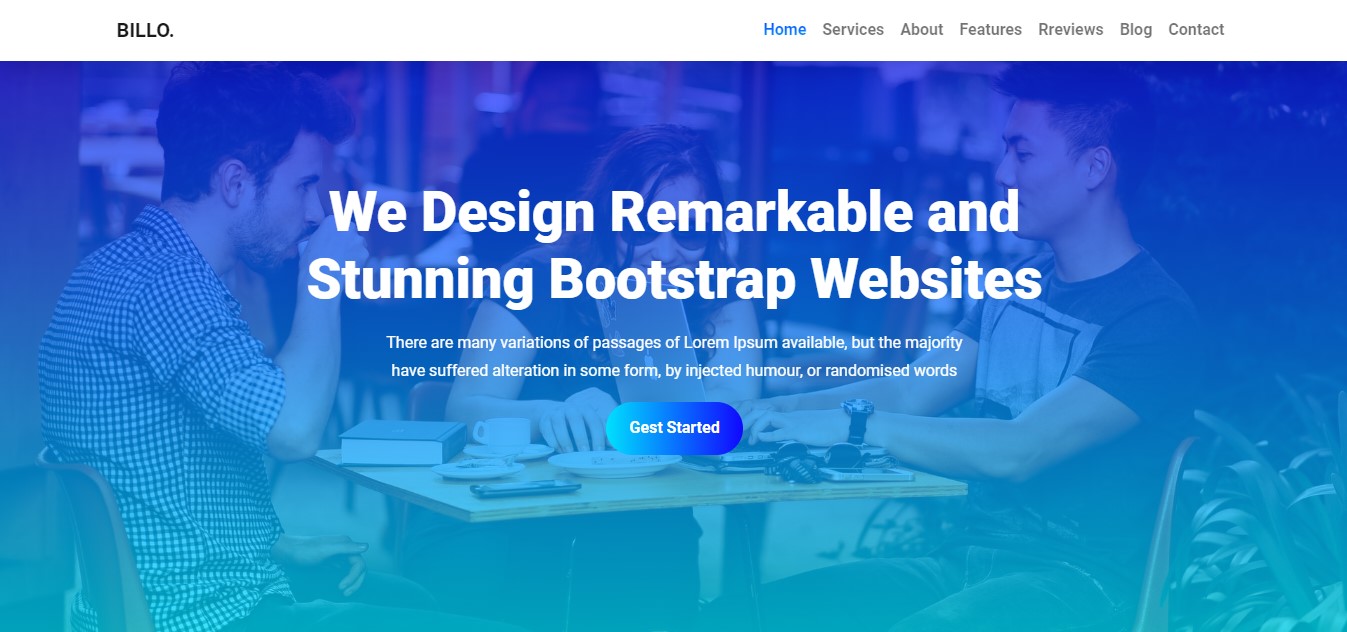 BILLO.
Home Services About Features Rreviews Blog Contact
We Design Remarkable and
Stunning Bootstrap Websites
There are many variations of passages of Lorem Ipsum available, but the majority
have suffered alteration in some form, by injected humour, or randomised words
Gest Started